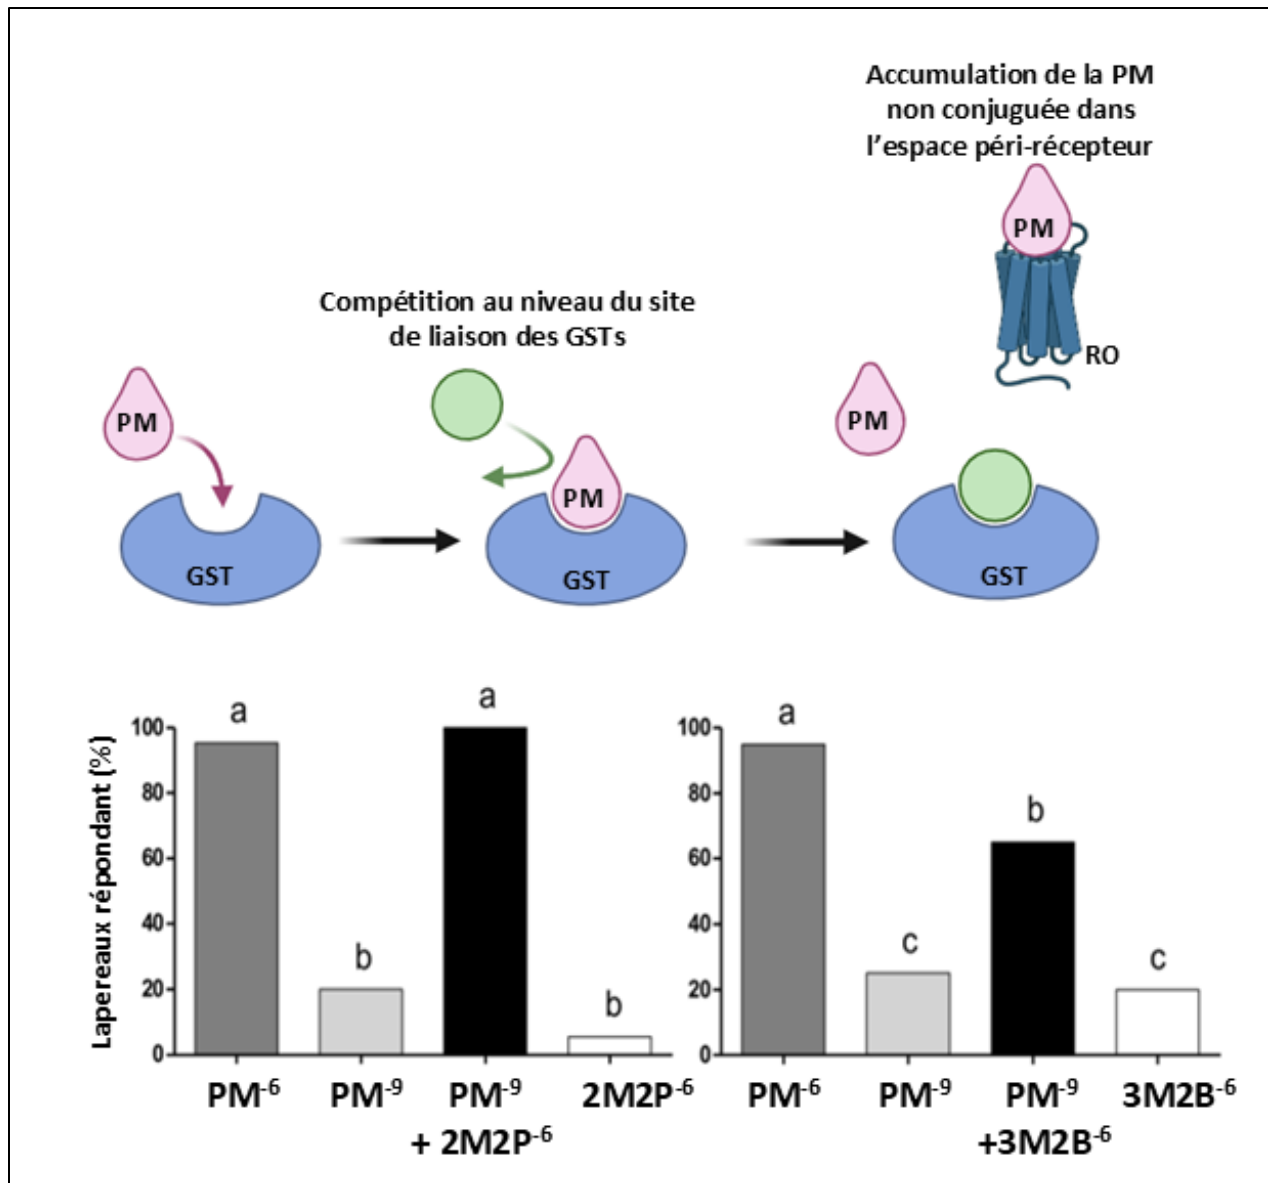 Accumulation de la PM
non conjuguée dans
l'espace péri-récepteur
PM
Compétition au niveau du site
de liaison des GSTs
RO
PM
PM
PM
GST
GST
GST
Lapereaux répondant (%)
a
a
b
b
100
80
60
40
20
0
PM⁻⁶
PM⁻⁹
PM⁻⁹
+ 2M2P⁻⁶
2M2P⁻⁶
a
c
b
c
100
80
60
40
20
0
PM⁻⁶
PM⁻⁹
PM⁻⁹
+3M2B⁻⁶
3M2B⁻⁶